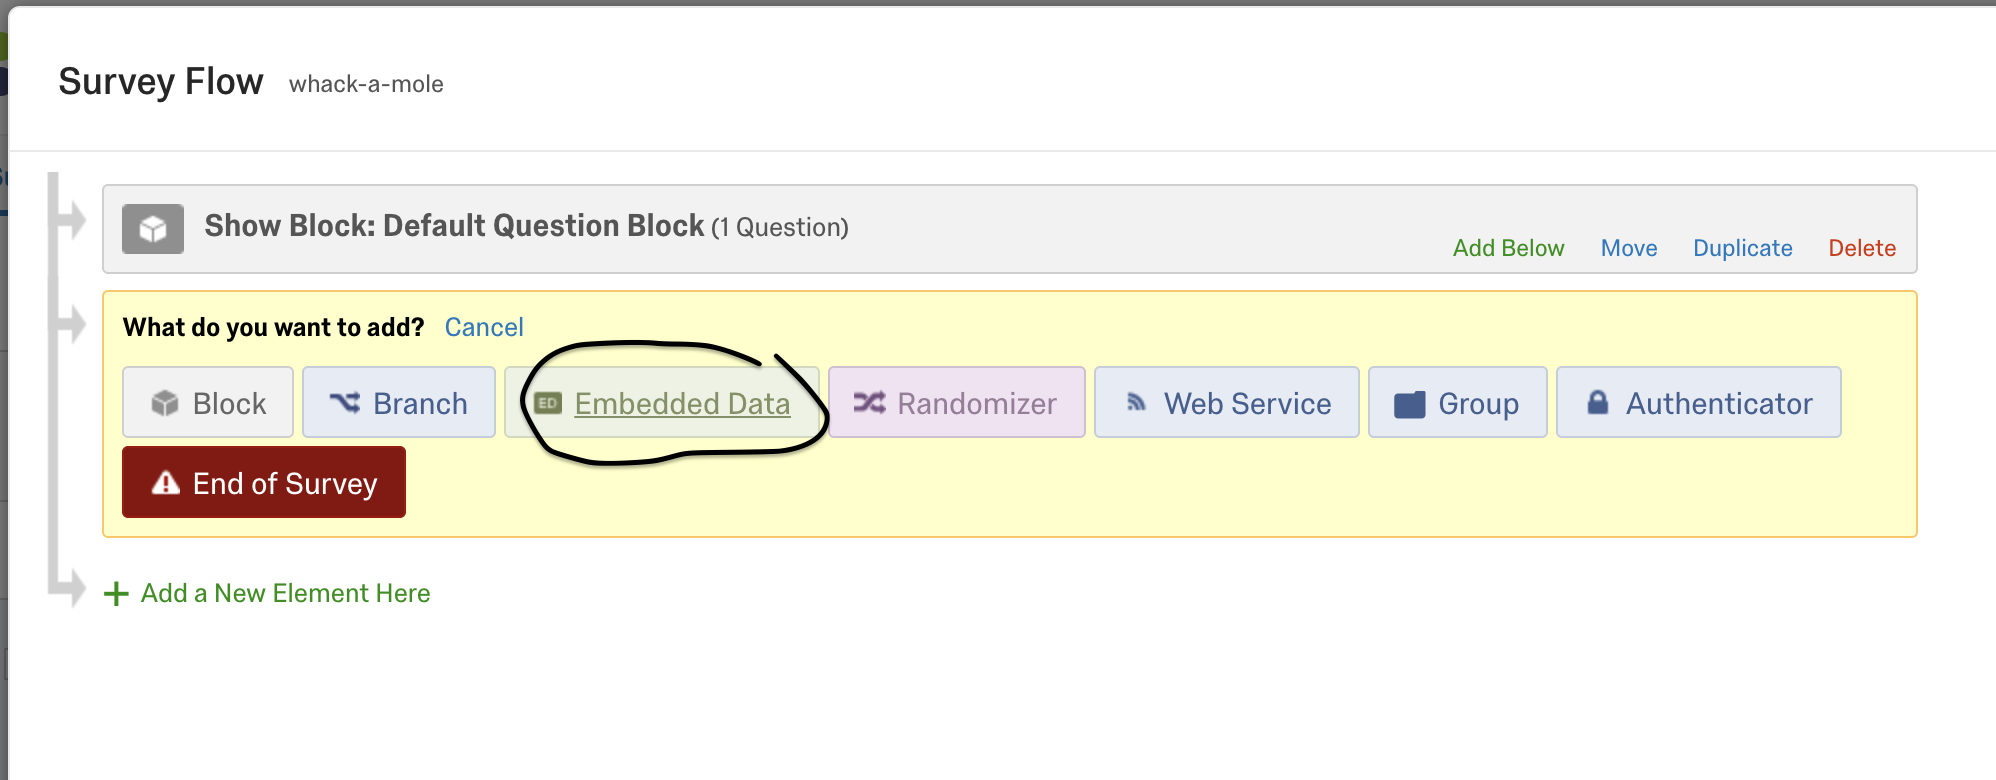 Survey Flow whack-a-mole
Show Block: Default Question Block (1 Question)
Add Below Move Duplicate Delete
What do you want to add? Cancel
Block Branch ED Embedded Data Randomizer Web Service Group Authenticator
End of Survey
+ Add a New Element Here